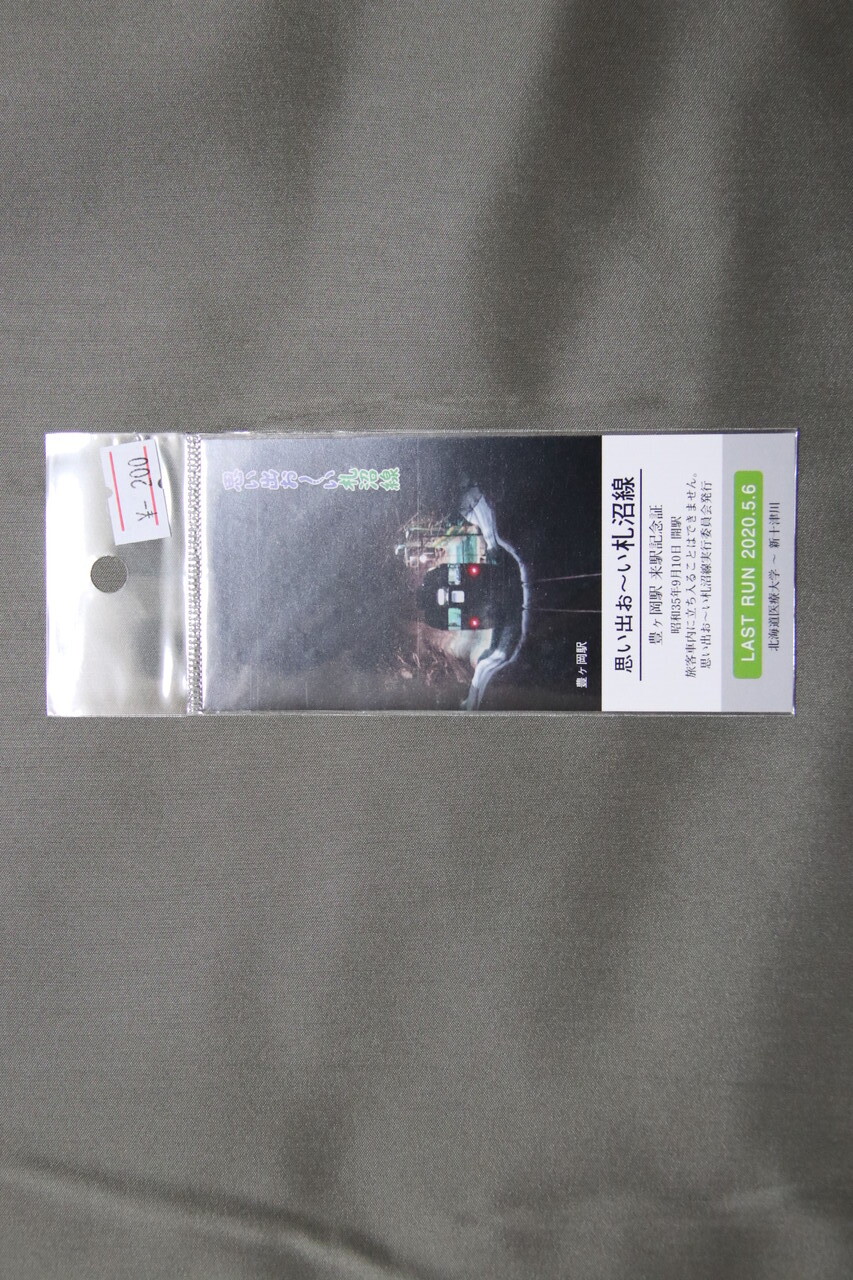 ¥-200
思い出お〜い札沼線
豊ヶ岡駅
思い出お〜い札沼線
豊ヶ岡駅 来駅記念証
昭和35年9月10日 開駅
旅客車内に立ち入ることはできません。
思い出お〜い札沼線実行委員会発行
LAST RUN 2020.5.6
北海道医療大学 〜 新十津川